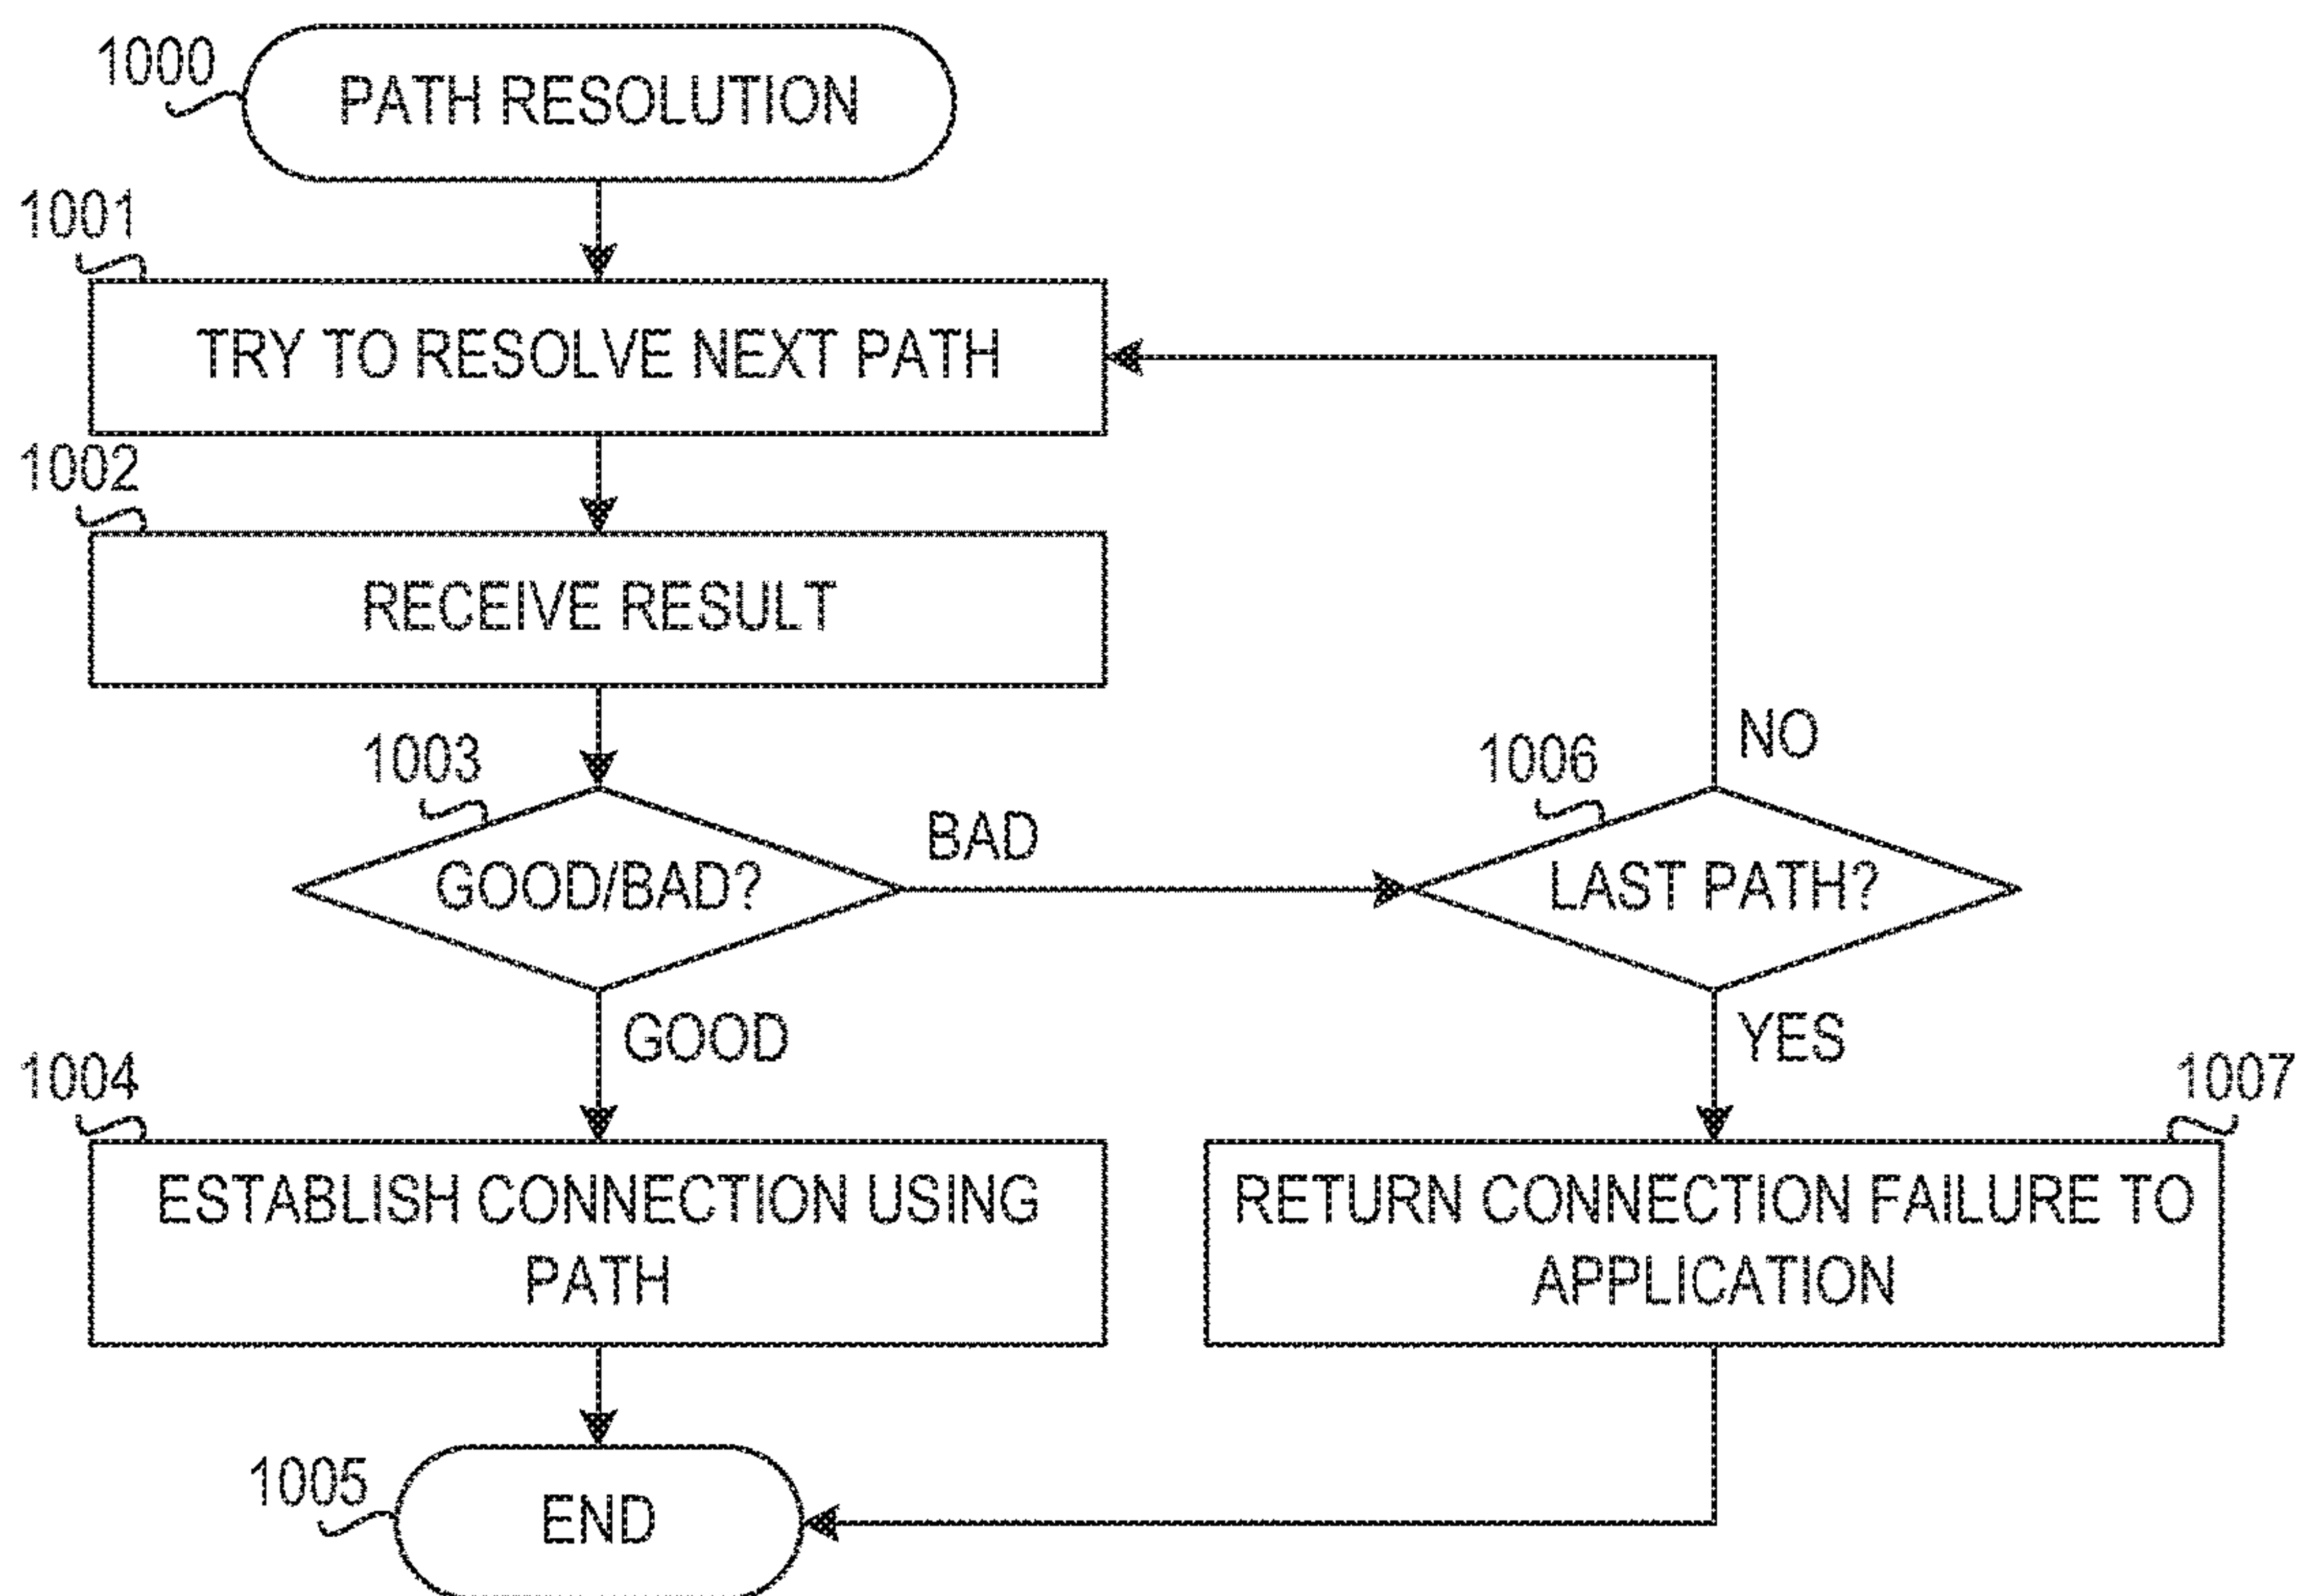 1000
PATH RESOLUTION
1001
TRY TO RESOLVE NEXT PATH
1002
RECEIVE RESULT
1003
GOOD/BAD?
BAD
1006
LAST PATH?
NO
GOOD
YES
1004
ESTABLISH CONNECTION USING
PATH
1007
RETURN CONNECTION FAILURE TO
APPLICATION
1005
END